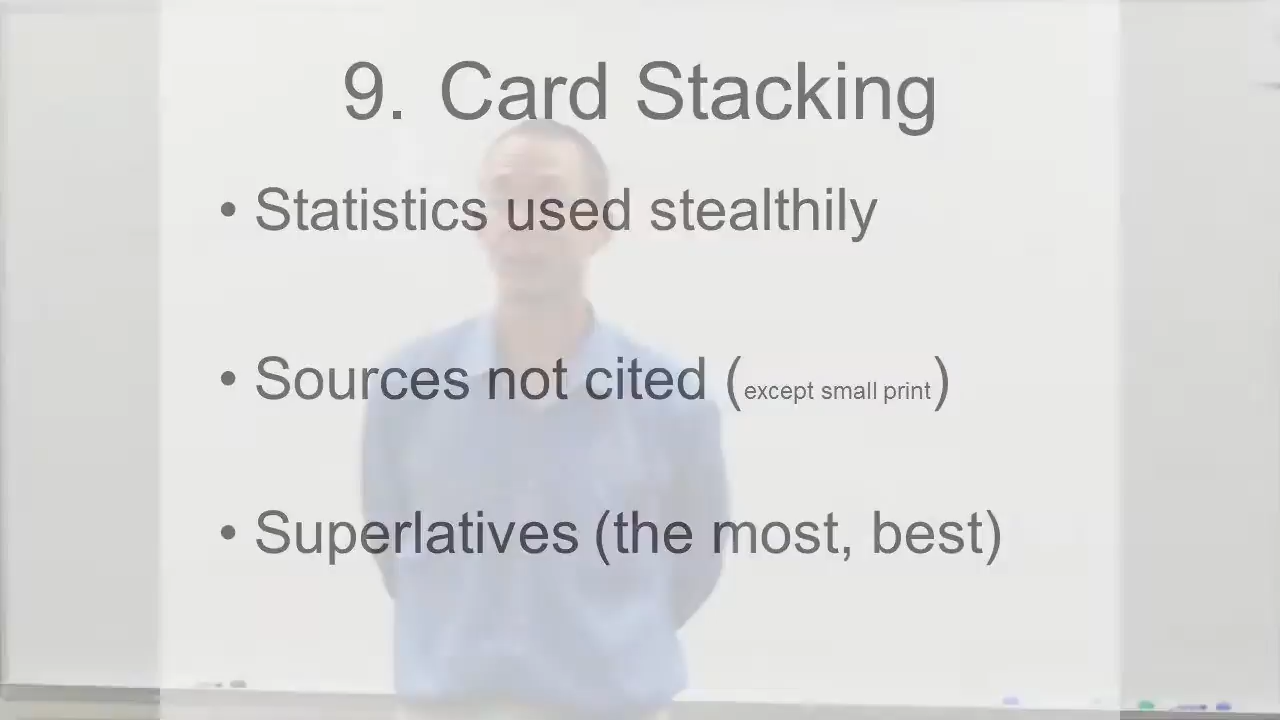 9. Card Stacking
• Statistics used stealthily
• Sources not cited (except small print)
• Superlatives (the most, best)